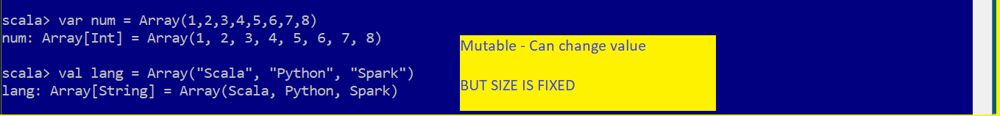 scala> var num = Array(1,2,3,4,5,6,7,8)
num: Array[Int] = Array(1, 2, 3, 4, 5, 6, 7, 8)
Mutable - Can change value
scala> val lang = Array("Scala", "Python", "Spark")
lang: Array[String] = Array(Scala, Python, Spark)
BUT SIZE IS FIXED